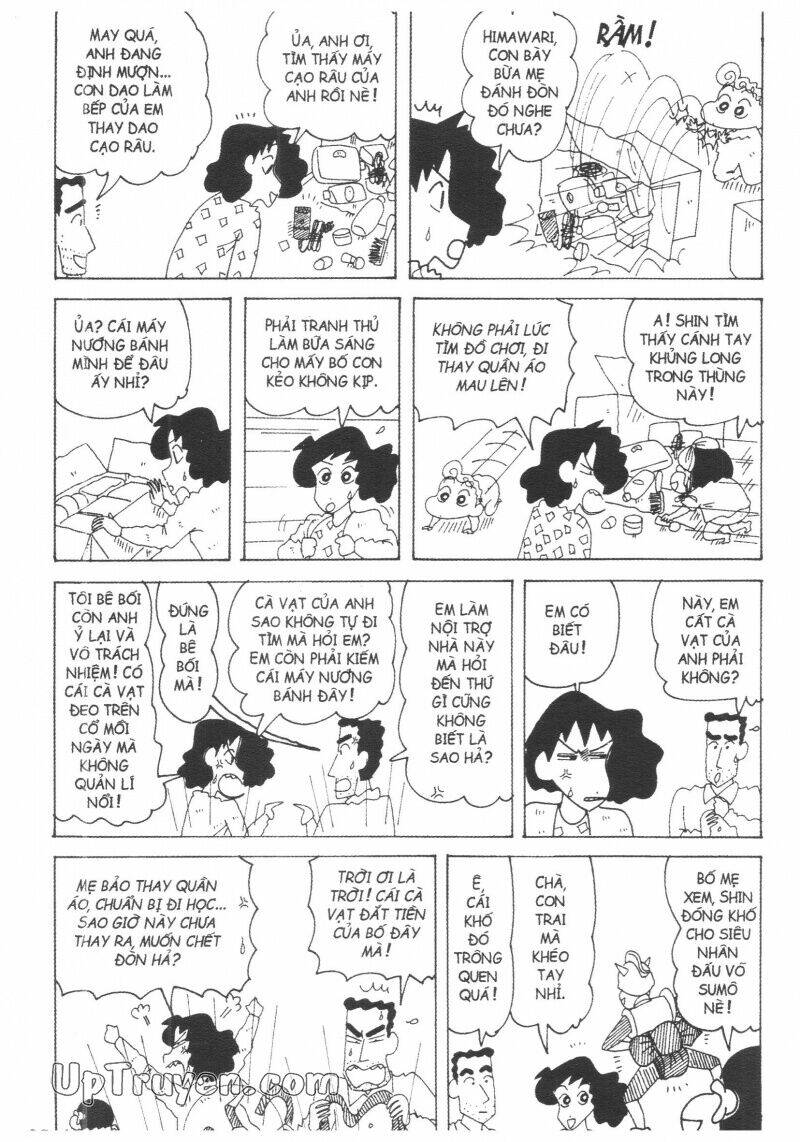 RẦM!
HIMAWARI,
CON BÀY
BỪA MẸ
ĐÁNH ĐÒN
ĐÓ NGHE
CHƯA?
ỦA, ANH ƠI,
TÌM THẤY MÁY
CẠO RÂU CỦA
ANH RỒI NÈ!
MAY QUÁ,
ANH ĐANG
ĐỊNH MƯỢN...
CON DAO LÀM
BẾP CỦA EM
THAY DAO
CẠO RÂU.
A! SHIN TÌM
THẤY CÁNH TAY
KHỦNG LONG
TRONG THÙNG
NÀY!
KHÔNG PHẢI LÚC
TÌM ĐỒ CHƠI, ĐI
THAY QUẦN ÁO
MAU LÊN!
PHẢI TRANH THỦ
LÀM BỮA SÁNG
CHO MẤY BỐ CON
KẺO KHÔNG KỊP.
ỦA? CÁI MÁY
NƯỚNG BÁNH
MÌNH ĐỂ ĐÂU
ẤY NHỈ?
NÀY, EM
CẤT CÀ
VẠT CỦA
ANH PHẢI
KHÔNG?
EM CÓ
BIẾT
ĐÂU!
EM LÀM
NỘI TRỢ
NHÀ NÀY
MÀ HỎI
ĐẾN THỨ
GÌ CŨNG
KHÔNG
BIẾT LÀ
SAO HẢ?
CÀ VẠT CỦA ANH
SAO KHÔNG TỰ ĐI
TÌM MÀ HỎI EM?
EM CÒN PHẢI KIẾM
CÁI MÁY NƯỚNG
BÁNH ĐÂY!
ĐÚNG
LÀ
BÊ
BỐI
MÀ!
TÔI BÊ BỐI
CÒN ANH
Ỷ LẠI VÀ
VÔ TRÁCH
NHIỆM! CÓ
CÁI CÀ VẠT
ĐEO TRÊN
CỔ MỖI
NGÀY MÀ
KHÔNG
QUẢN LÍ
NỔI!
BỐ MẸ
XEM, SHIN
ĐÓNG KHỐ
CHO SIÊU
NHÂN
ĐẤU VÕ
SUMÔ
NÈ!
CHÀ,
CON
TRAI
MÀ
KHÉO
TAY
NHỈ.
Ê,
CÁI
KHỐ
ĐÓ
TRÔNG
QUEN
QUÁ!
TRỜI ƠI LÀ
TRỜI! CÁI CÀ
VẠT ĐẮT TIỀN
CỦA BỐ ĐÂY
MÀ!
MẸ BẢO THAY QUẦN
ÁO, CHUẨN BỊ ĐI HỌC...
SAO GIỜ NÀY CHƯA
THAY RA, MUỐN CHẾT
ĐÒN HẢ?
UpTruyen.com